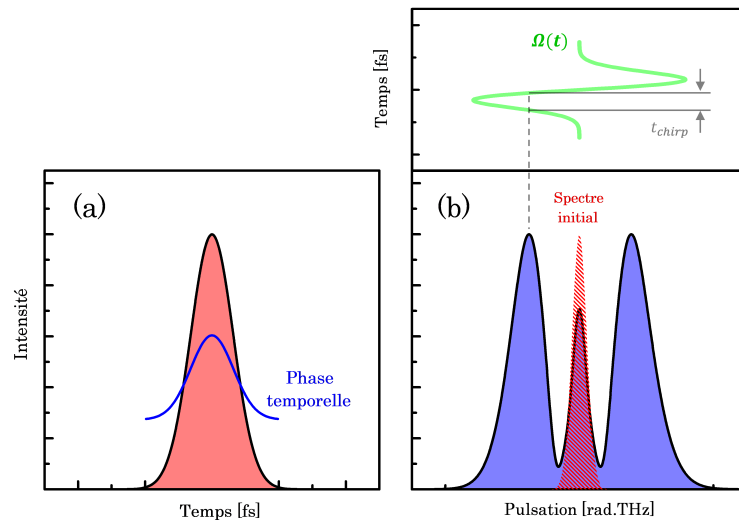 Temps [fs]
Ω(t)
t_chirp
(a)
Intensité
Phase
temporelle
Temps [fs]
(b)
Spectre
initial
Pulsation [rad.THz]